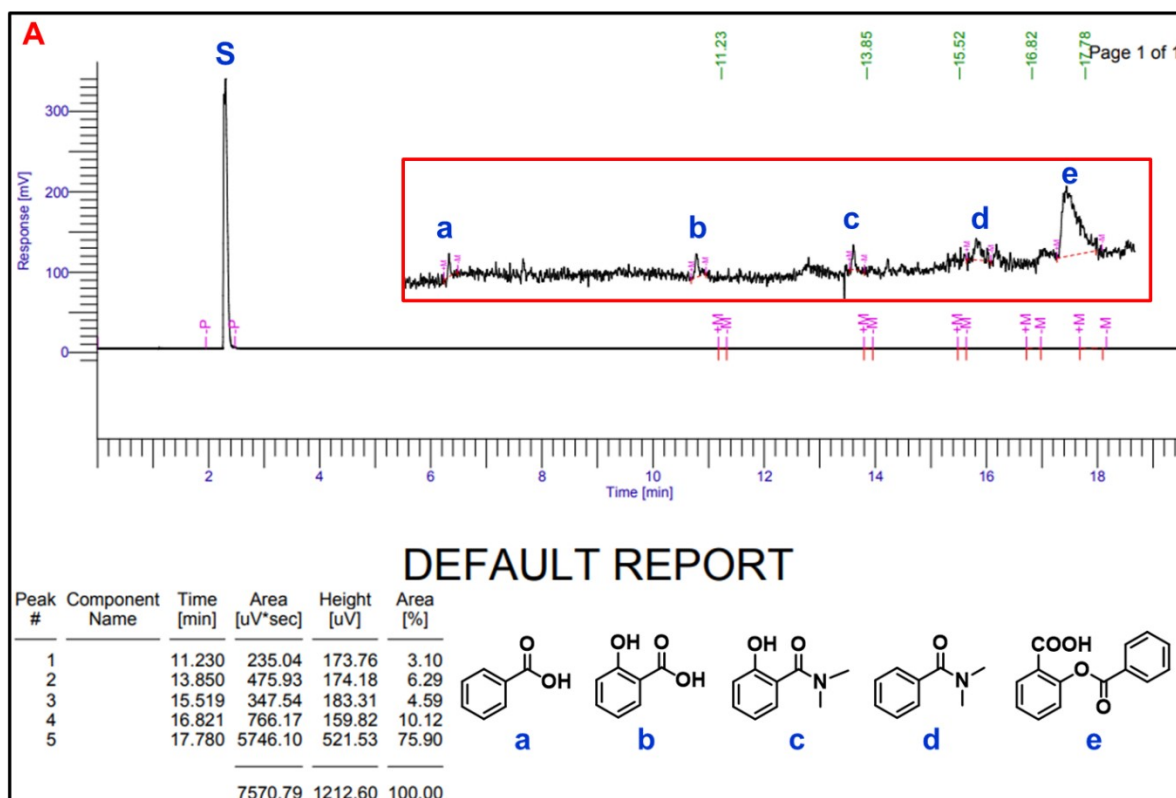 A
S
—11.23
—13.85
—15.52
—16.82
—17.78
Page 1 of 1
Response [mV]
300
200
100
0
a
b
c
d
e
-M
-M
-M
-M
-M
-M
-M
-M
-M
-M
-P
-P
+M
-M
+M
-M
+M
-M
+M
-M
+M
-M
2 4 6 8 10 12 14 16 18
Time [min]
DEFAULT REPORT
Peak Component Time Area Height Area
# Name [min] [uV*sec] [uV] [%]
1 11.230 235.04 173.76 3.10
2 13.850 475.93 174.18 6.29
3 15.519 347.54 183.31 4.59
4 16.821 766.17 159.82 10.12
5 17.780 5746.10 521.53 75.90
7570.79 1212.60 100.00
O
OH
OH O
OH
OH O
N
O
N
COOH
O
O
a b c d e